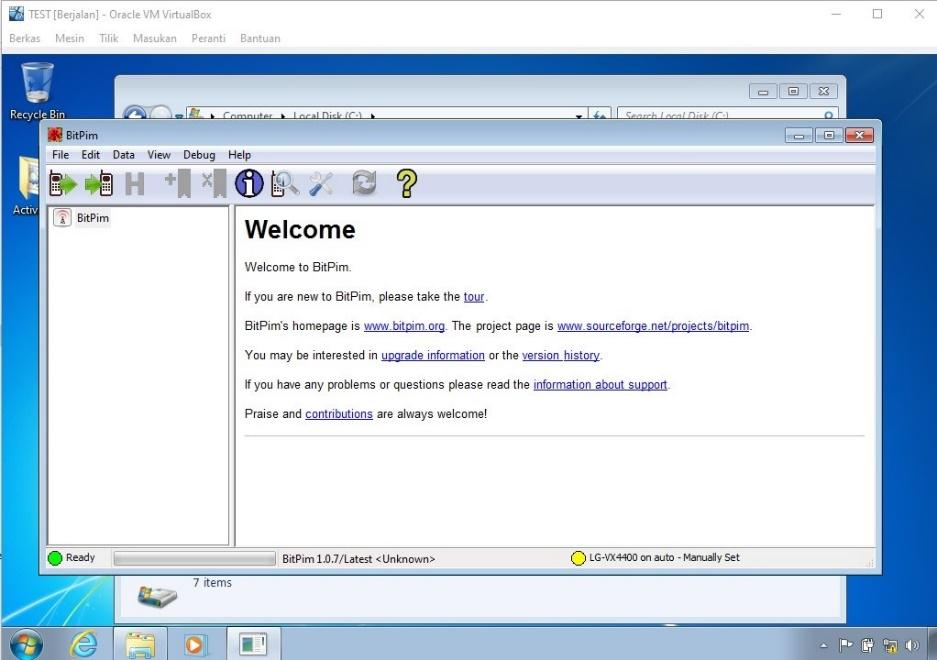 TEST [Berjalan] - Oracle VM VirtualBox
Berkas Mesin Tilik Masukan Peranti Bantuan
Recycle Bin
Computer Local Disk (C:) Search Local Disk (C:)
BitPim
File Edit Data View Debug Help
Activ
BitPim
Welcome
Welcome to BitPim.
If you are new to BitPim, please take the tour.
BitPim's homepage is www.bitpim.org. The project page is www.sourceforge.net/projects/bitpim.
You may be interested in upgrade information or the version history.
If you have any problems or questions please read the information about support.
Praise and contributions are always welcome!
Ready BitPim 1.0.7/Latest <Unknown> LG-VX4400 on auto - Manually Set
7 items